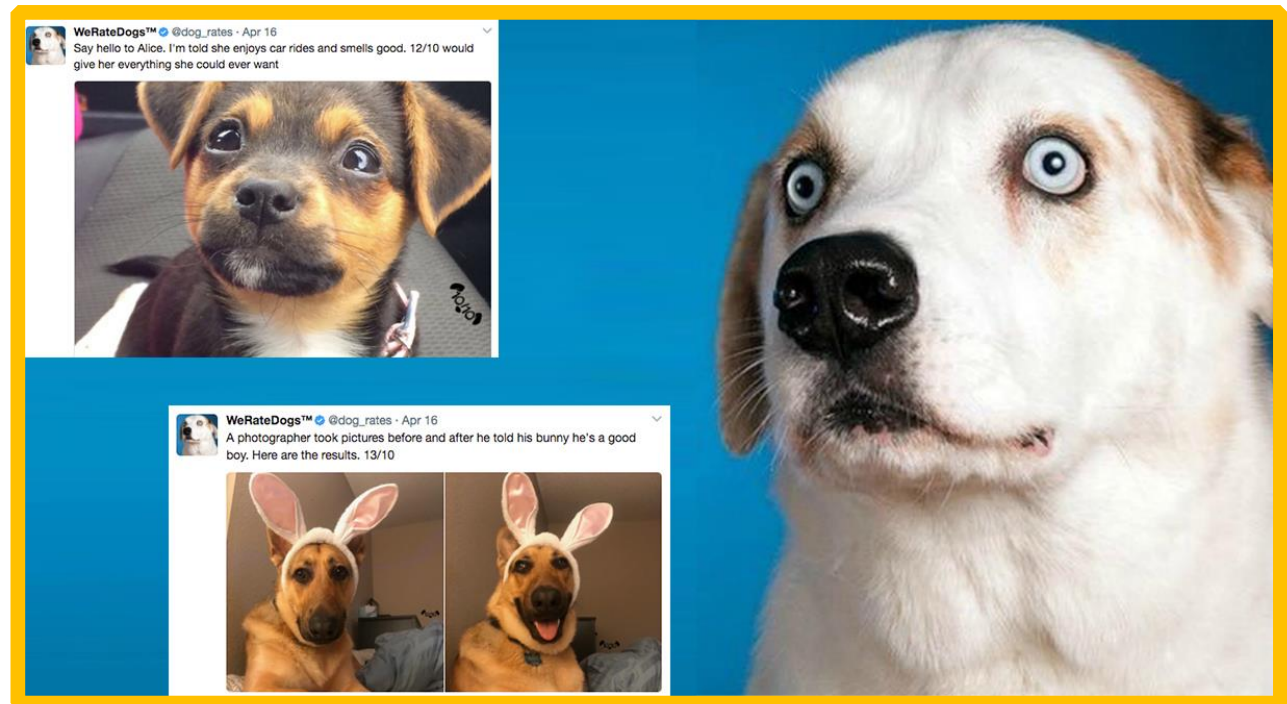 WeRateDogs™ @dog_rates · Apr 16
Say hello to Alice. I'm told she enjoys car rides and smells good. 12/10 would
give her everything she could ever want
10/10
WeRateDogs™ @dog_rates · Apr 16
A photographer took pictures before and after he told his bunny he's a good
boy. Here are the results. 13/10